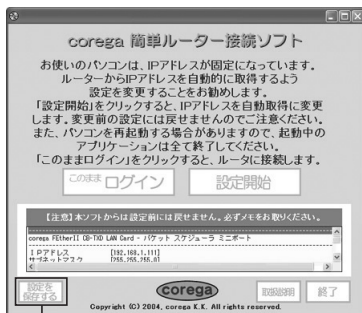 corega 簡単ルーター接続ソフト
お使いのパソコンは、IPアドレスが固定になっています。
ルーターからIPアドレスを自動的に取得するよう
設定を変更することをお勧めします。
「設定開始」をクリックすると、IPアドレスを自動取得に変更
します。変更前の設定には戻せませんのでご注意ください。
また、パソコンを再起動する場合がありますので、起動中の
アプリケーションは全て終了してください。
「このままログイン」をクリックすると、ルータに接続します。
このまま ログイン 設定開始
【注意】本ソフトからは設定前には戻せません。必ずメモをお取りください。
corega FEtherII CB-TXD LAN Card - パケット スケジューラ ミニポート
IPアドレス [192.168.1.111]
サブネットマスク [255.255.255.0]
設定を
保存する
corega
取扱説明 終了
Copyright (C) 2004, corega K.K. All rights reserved.